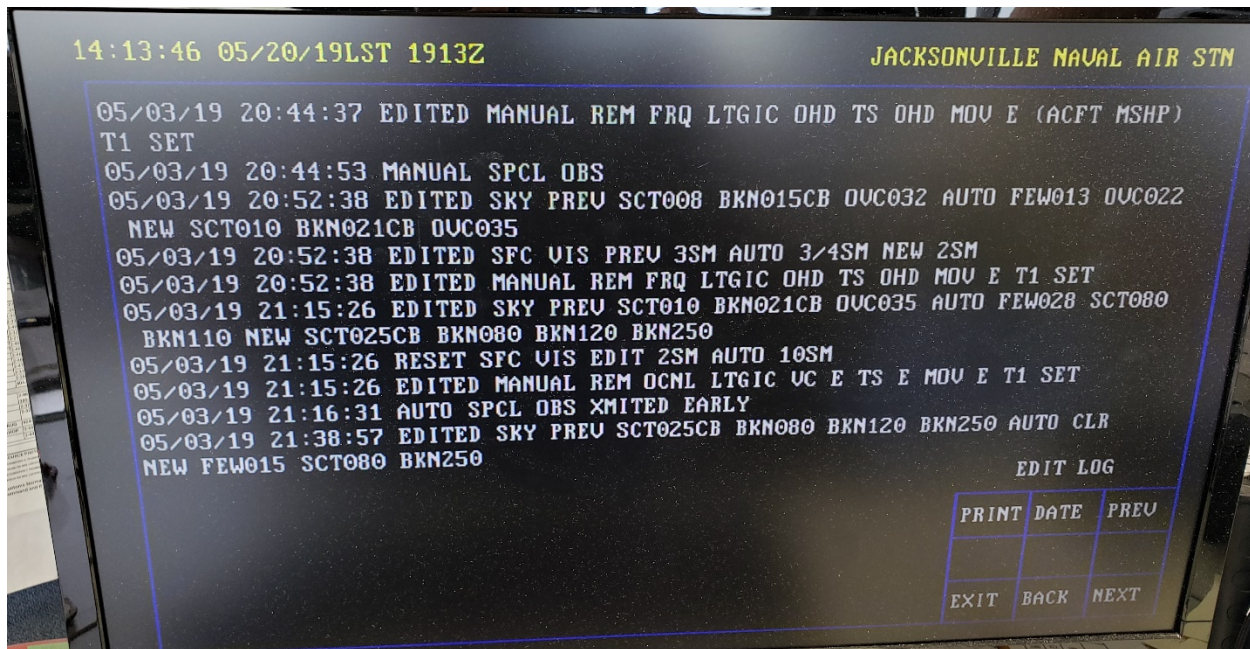 14:13:46 05/20/19LST 1913Z JACKSONVILLE NAVAL AIR STN
05/03/19 20:44:37 EDITED MANUAL REM FRQ LTGIC OHD TS OHD MOV E (ACFT MSHP)
T1 SET
05/03/19 20:44:53 MANUAL SPCL OBS
05/03/19 20:52:38 EDITED SKY PREV SCT008 BKN015CB OVC032 AUTO FEW013 OVC022
NEW SCT010 BKN021CB OVC035
05/03/19 20:52:38 EDITED SFC VIS PREV 3SM AUTO 3/4SM NEW 2SM
05/03/19 20:52:38 EDITED MANUAL REM FRQ LTGIC OHD TS OHD MOV E T1 SET
05/03/19 21:15:26 EDITED SKY PREV SCT010 BKN021CB OVC035 AUTO FEW028 SCT080
BKN110 NEW SCT025CB BKN080 BKN120 BKN250
05/03/19 21:15:26 RESET SFC VIS EDIT 2SM AUTO 10SM
05/03/19 21:15:26 EDITED MANUAL REM OCNL LTGIC VC E TS E MOV E T1 SET
05/03/19 21:16:31 AUTO SPCL OBS XMITED EARLY
05/03/19 21:38:57 EDITED SKY PREV SCT025CB BKN080 BKN120 BKN250 AUTO CLR
NEW FEW015 SCT080 BKN250
EDIT LOG
PRINT DATE PREV
EXIT BACK NEXT